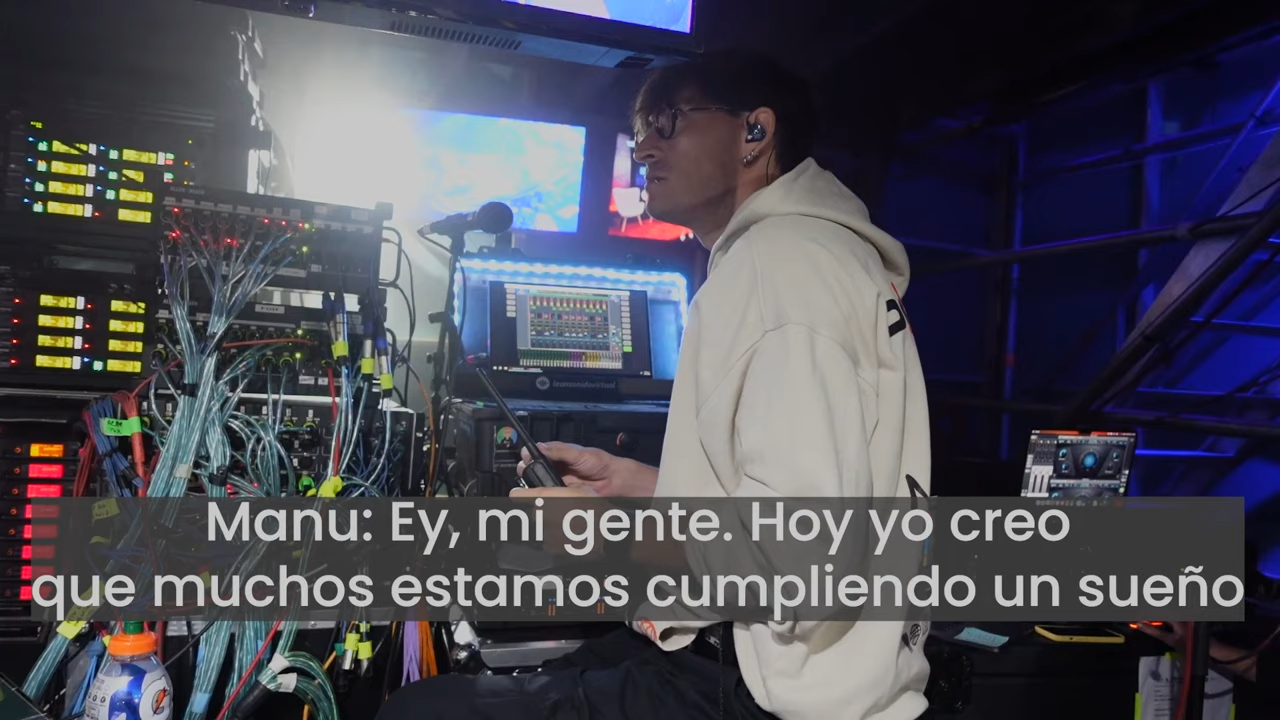 Manu: Ey, mi gente. Hoy yo creo
que muchos estamos cumpliendo un sueño